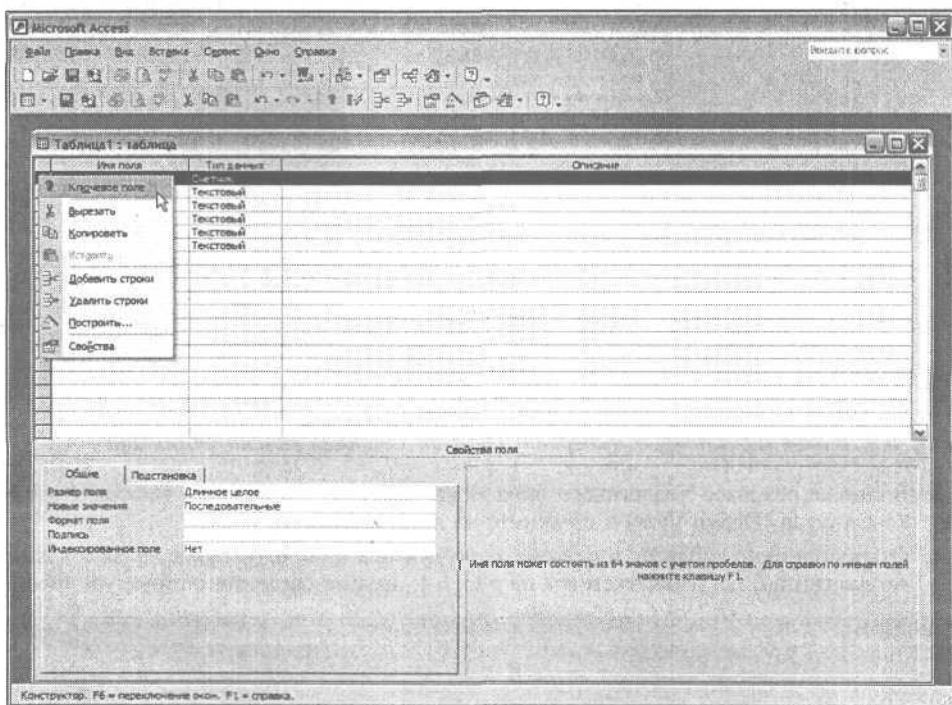 Microsoft Access
Файл Правка Вид Вставка Сервис Окно Справка
Введите вопрос
Таблица1 : таблица
Имя поля Тип данных Описание
Счетчик
Ключевое поле
Текстовый
Вырезать
Текстовый
Текстовый
Копировать
Текстовый
Текстовый
Вставить
Добавить строки
Удалить строки
Построить...
Свойства
Свойства поля
Общие Подстановка
Размер поля Длинное целое
Новые значения Последовательные
Формат поля
Подпись
Индексированное поле Нет
Имя поля может состоять из 64 знаков с учетом пробелов. Для справки по именам полей
нажмите клавишу F1.
Конструктор. F6 = переключение окон. F1 = справка.